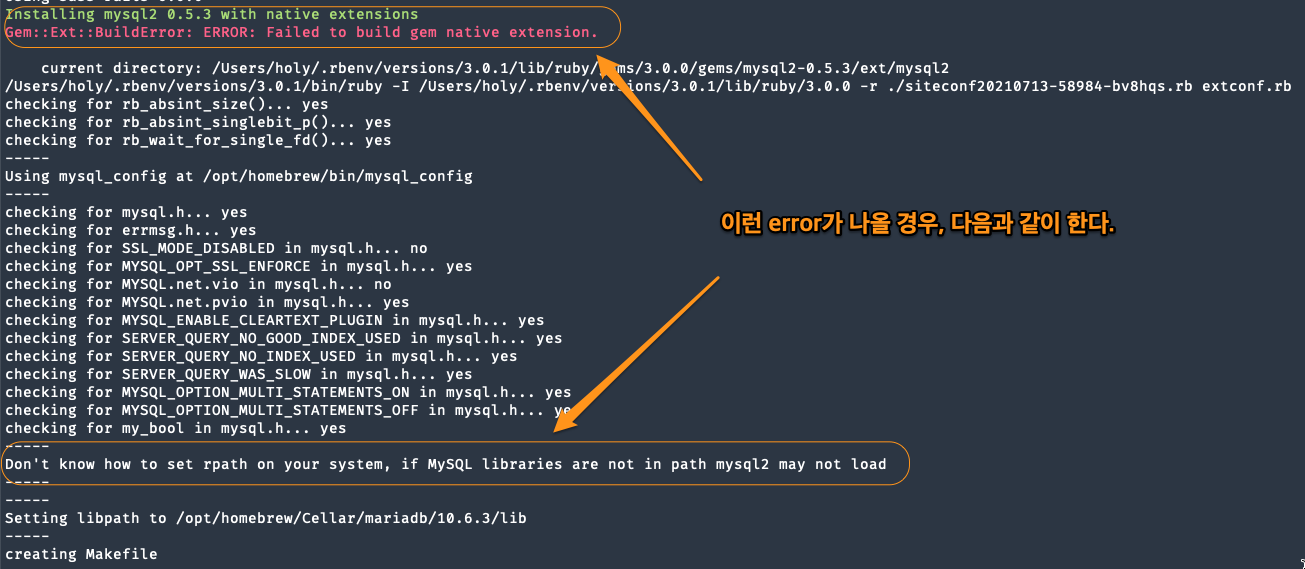 Installing mysql2 0.5.3 with native extensions
Gem::Ext::BuildError: ERROR: Failed to build gem native extension.
current directory: /Users/holy/.rbenv/versions/3.0.1/lib/ruby/ms/3.0.0/gems/mysql2-0.5.3/ext/mysql2
/Users/holy/.rbenv/versions/3.0.1/bin/ruby -I /Users/holy/.rbenv/versions/3.0.1/lib/ruby/3.0.0 -r ./siteconf20210713-58984-bv8hqs.rb extconf.rb
checking for rb_absint_size()... yes
checking for rb_absint_singlebit_p()... yes
checking for rb_wait_for_single_fd()... yes
-----
Using mysql_config at /opt/homebrew/bin/mysql_config
-----
checking for mysql.h... yes
이런 error가 나올 경우, 다음과 같이 한다.
checking for errmsg.h... yes
checking for SSL_MODE_DISABLED in mysql.h... no
checking for MYSQL_OPT_SSL_ENFORCE in mysql.h... yes
checking for MYSQL.net.vio in mysql.h... no
checking for MYSQL.net.pvio in mysql.h... yes
checking for MYSQL_ENABLE_CLEARTEXT_PLUGIN in mysql.h... yes
checking for SERVER_QUERY_NO_GOOD_INDEX_USED in mysql.h... yes
checking for SERVER_QUERY_NO_INDEX_USED in mysql.h... yes
checking for SERVER_QUERY_WAS_SLOW in mysql.h... yes
checking for MYSQL_OPTION_MULTI_STATEMENTS_ON in mysql.h... yes
checking for MYSQL_OPTION_MULTI_STATEMENTS_OFF in mysql.h... yes
checking for my_bool in mysql.h... yes
-----
Don't know how to set rpath on your system, if MySQL libraries are not in path mysql2 may not load
-----
-----
Setting libpath to /opt/homebrew/Cellar/mariadb/10.6.3/lib
-----
creating Makefile